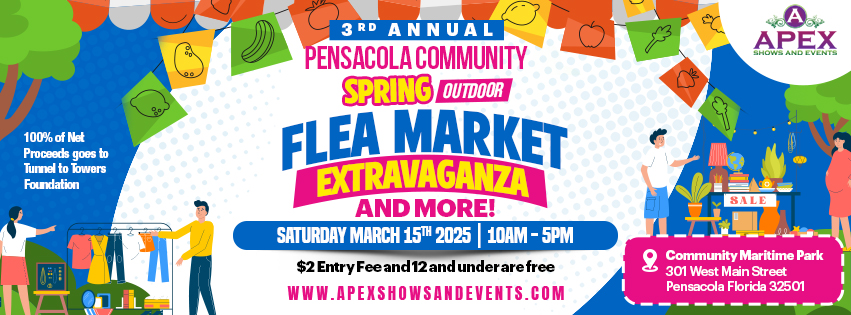 3RD ANNUAL
PENSACOLA COMMUNITY
SPRING OUTDOOR
FLEA MARKET
EXTRAVAGANZA
AND MORE!
SATURDAY MARCH 15TH 2025 | 10AM - 5PM
$2 Entry Fee and 12 and under are free
WWW.APEXSHOWSANDEVENTS.COM
100% of Net
Proceeds goes to
Tunnel to Towers
Foundation
A
APEX
SHOWS AND EVENTS
SALE
Community Maritime Park
301 West Main Street
Pensacola Florida 32501